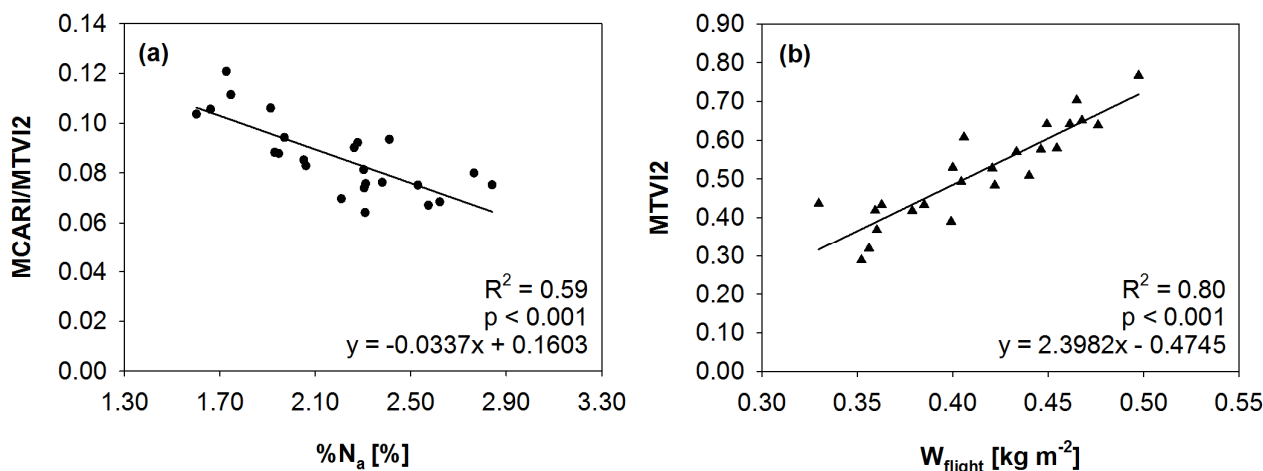 (a)
MCARI/MTVI2
0.14
0.12
0.10
0.08
0.06
0.04
0.02
0.00
R² = 0.59
p < 0.001
y = -0.0337x + 0.1603
1.30 1.70 2.10 2.50 2.90 3.30
%Nₐ [%]
(b)
MTVI2
0.90
0.80
0.70
0.60
0.50
0.40
0.30
0.20
0.10
0.00
R² = 0.80
p < 0.001
y = 2.3982x - 0.4745
0.30 0.35 0.40 0.45 0.50 0.55
W_flight [kg m⁻²]